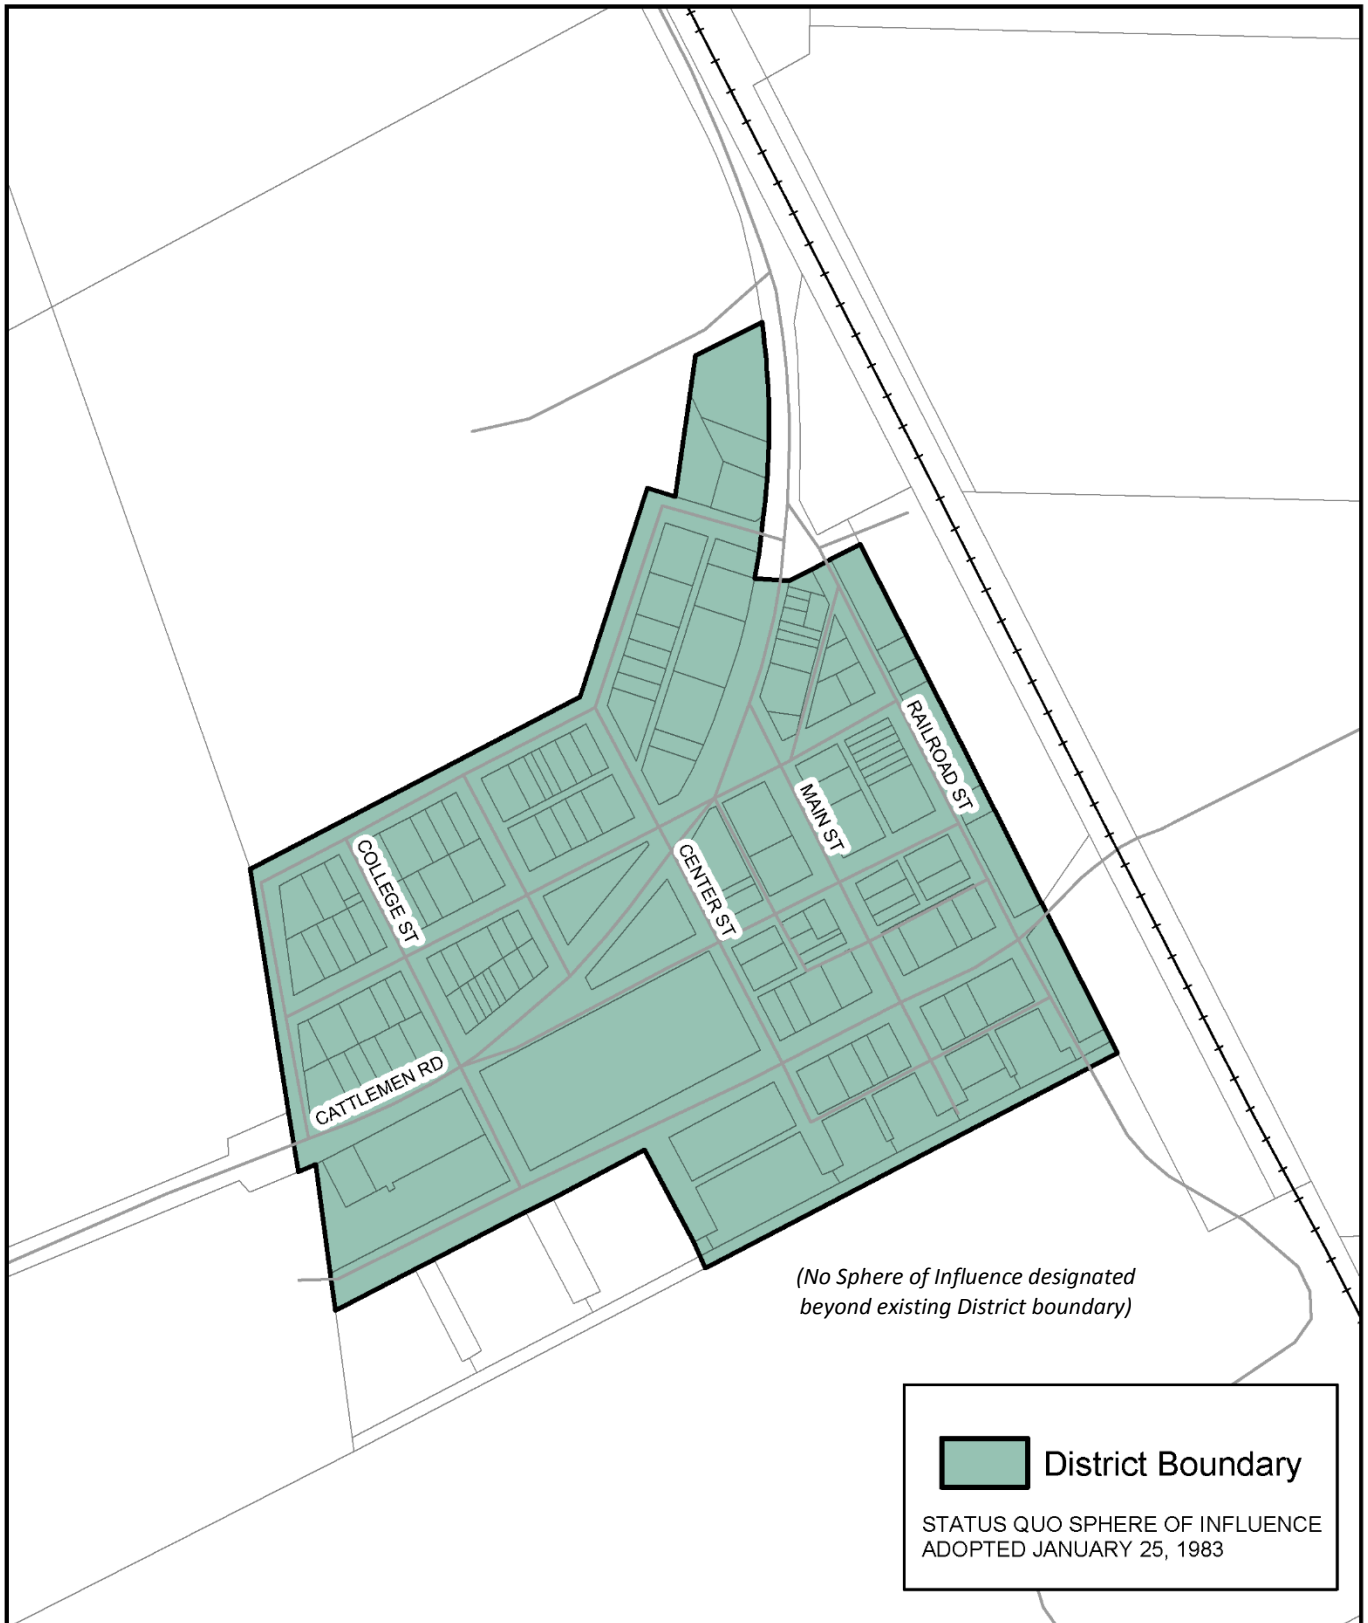 RAILROAD ST
MAIN ST
COLLEGE ST
CENTER ST
CATTLEMEN RD
(No Sphere of Influence designated
beyond existing District boundary)
District Boundary
STATUS QUO SPHERE OF INFLUENCE
ADOPTED JANUARY 25, 1983